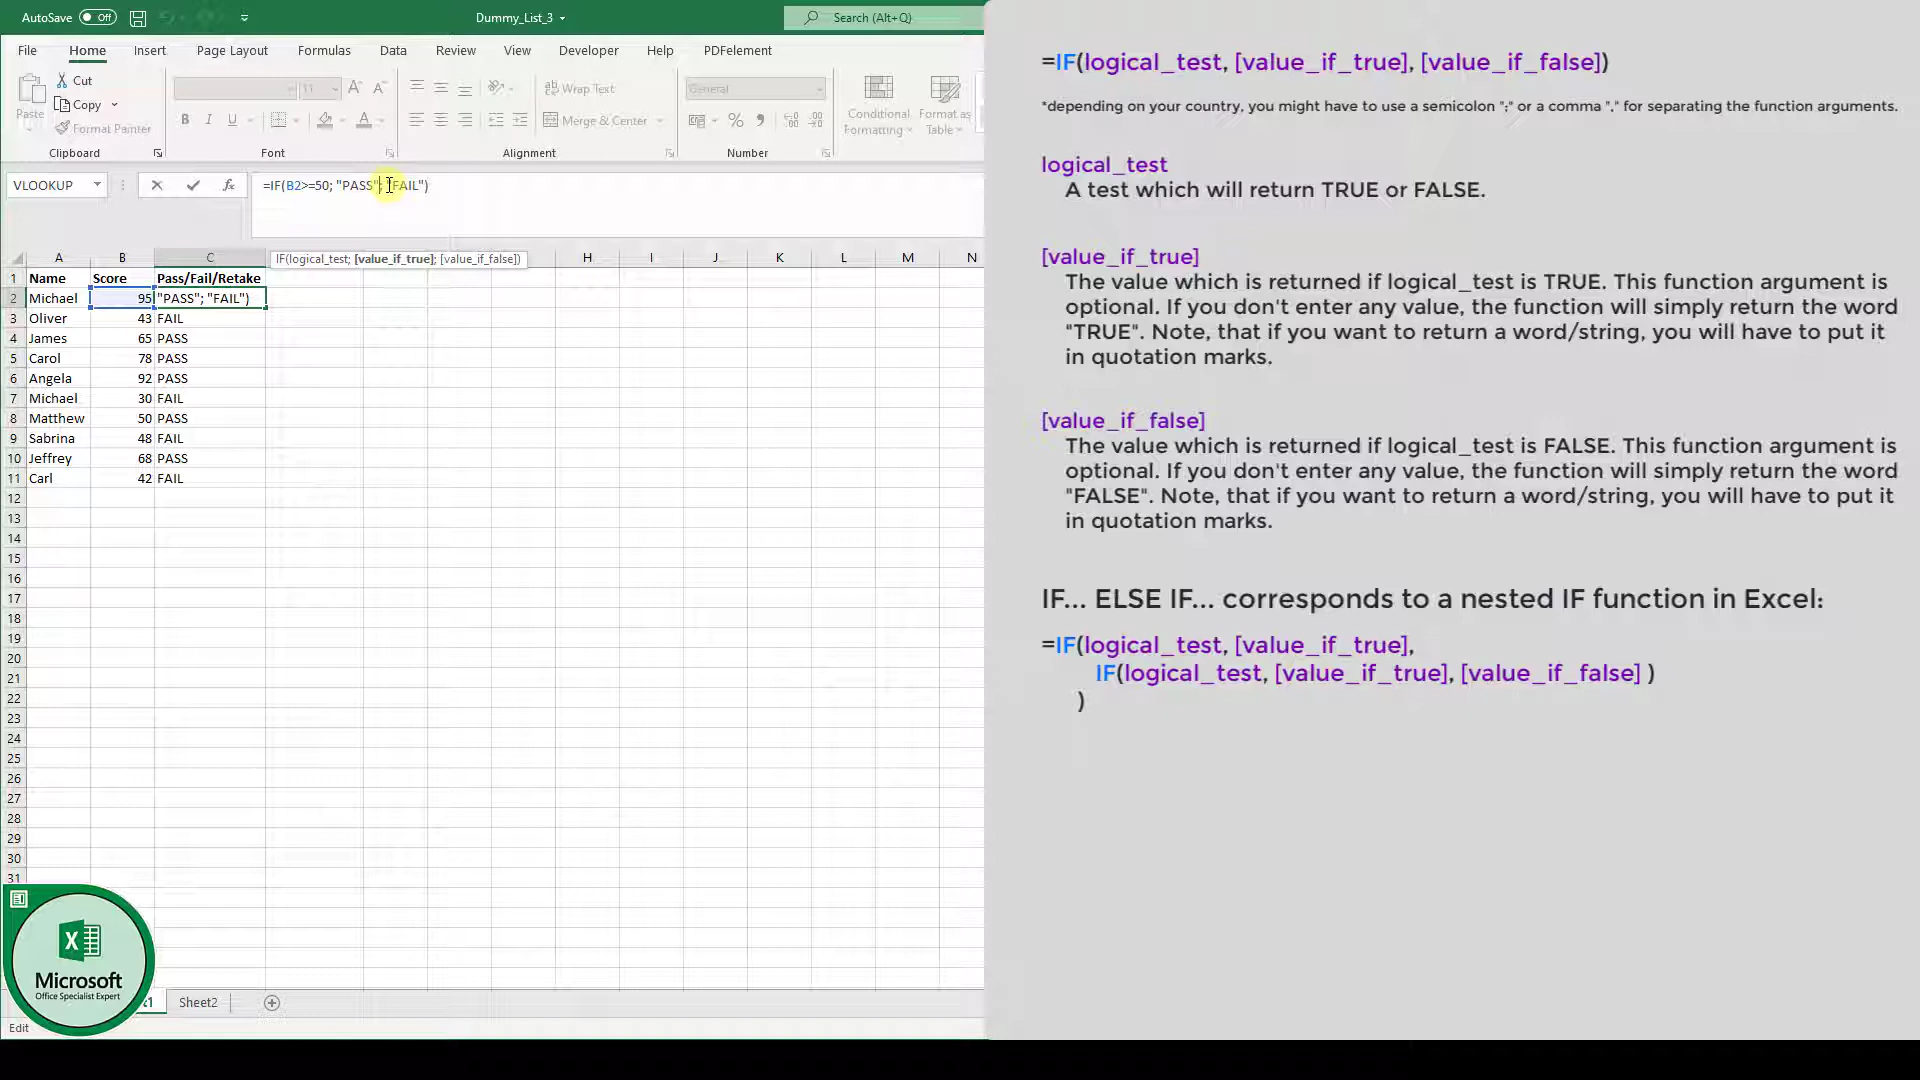 AutoSave Off
Dummy_List_3
Search (Alt+Q)
File Home Insert Page Layout Formulas Data Review View Developer Help PDFelement
Paste
Cut
Copy
Format Painter
Clipboard
11
Font
Wrap Text
Merge & Center
Alignment
General
Number
Conditional
Formatting
Format as
Table
VLOOKUP
=IF(B2>=50; "PASS"; "FAIL")
IF(logical_test; [value_if_true]; [value_if_false])
A B C H I J K L M N
1 Name Score Pass/Fail/Retake
2 Michael 95 "PASS"; "FAIL")
3 Oliver 43 FAIL
4 James 65 PASS
5 Carol 78 PASS
6 Angela 92 PASS
7 Michael 30 FAIL
8 Matthew 50 PASS
9 Sabrina 48 FAIL
10 Jeffrey 68 PASS
11 Carl 42 FAIL
12
13
14
15
16
17
18
19
20
21
22
23
24
25
26
27
28
29
30
31
Microsoft
Office Specialist Expert
Sheet2
Edit
=IF(logical_test, [value_if_true], [value_if_false])
*depending on your country, you might have to use a semicolon ";" or a comma "," for separating the function arguments.
logical_test
A test which will return TRUE or FALSE.
[value_if_true]
The value which is returned if logical_test is TRUE. This function argument is
optional. If you don't enter any value, the function will simply return the word
"TRUE". Note, that if you want to return a word/string, you will have to put it
in quotation marks.
[value_if_false]
The value which is returned if logical_test is FALSE. This function argument is
optional. If you don't enter any value, the function will simply return the word
"FALSE". Note, that if you want to return a word/string, you will have to put it
in quotation marks.
IF... ELSE IF... corresponds to a nested IF function in Excel:
=IF(logical_test, [value_if_true],
IF(logical_test, [value_if_true], [value_if_false] )
)